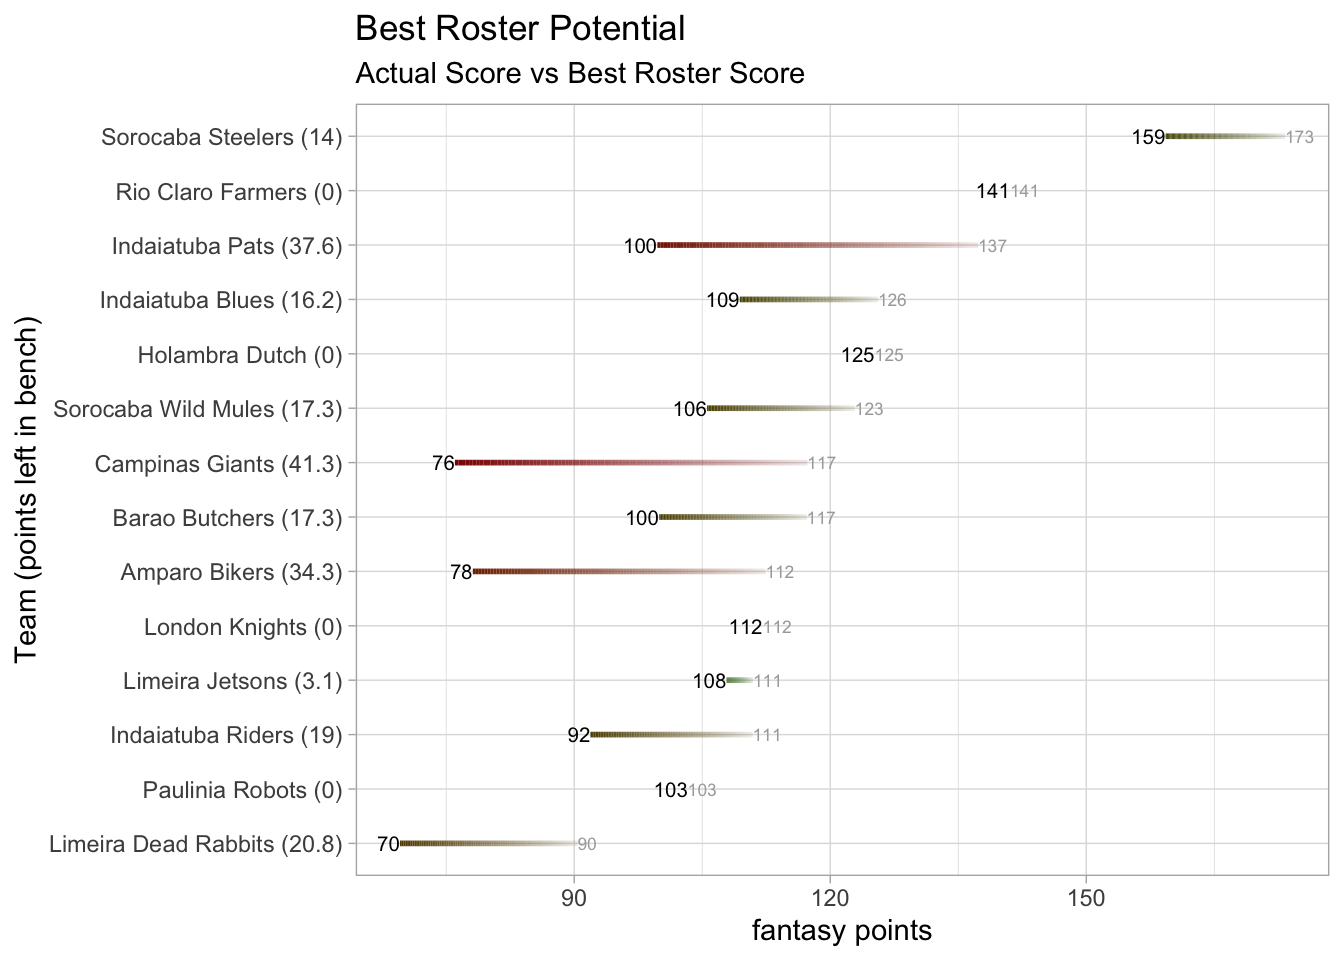 Best Roster Potential
Actual Score vs Best Roster Score
Team (points left in bench)
Sorocaba Steelers (14) 159 173
Rio Claro Farmers (0) 141 141
Indaiatuba Pats (37.6) 100 137
Indaiatuba Blues (16.2) 109 126
Holambra Dutch (0) 125 125
Sorocaba Wild Mules (17.3) 106 123
Campinas Giants (41.3) 76 117
Barao Butchers (17.3) 100 117
Amparo Bikers (34.3) 78 112
London Knights (0) 112 112
Limeira Jetsons (3.1) 108 111
Indaiatuba Riders (19) 92 111
Paulinia Robots (0) 103 103
Limeira Dead Rabbits (20.8) 70 90
90 120 150
fantasy points